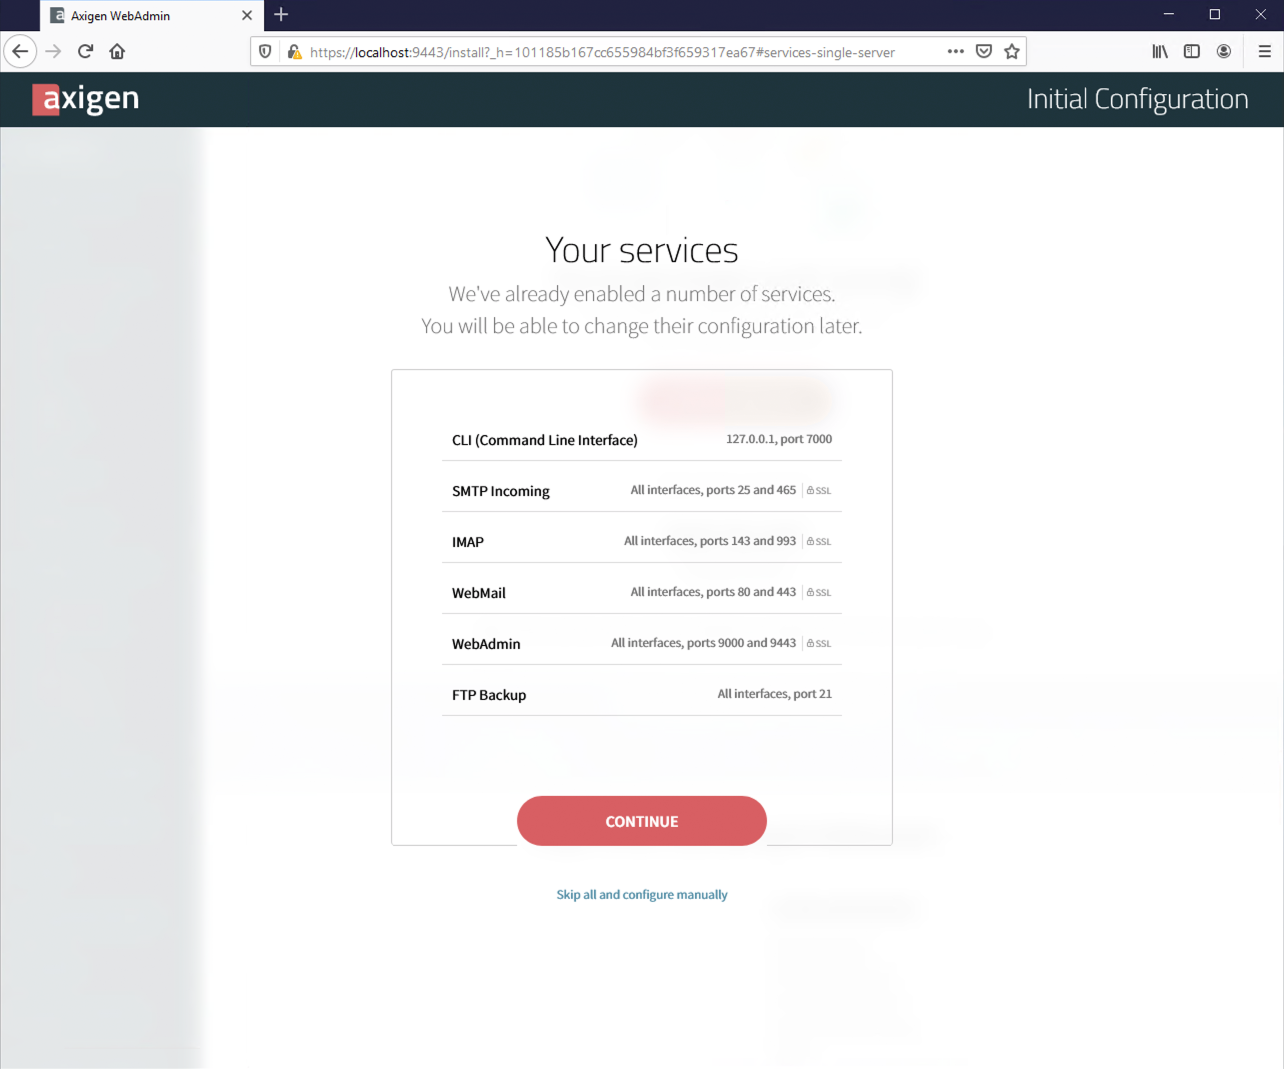 Axigen WebAdmin
https://localhost:9443/install?_h=101185b167cc655984bf3f659317ea67#services-single-server
axigen
Initial Configuration
Your services
We've already enabled a number of services.
You will be able to change their configuration later.
CLI (Command Line Interface) 127.0.0.1, port 7000
SMTP Incoming All interfaces, ports 25 and 465 SSL
IMAP All interfaces, ports 143 and 993 SSL
WebMail All interfaces, ports 80 and 443 SSL
WebAdmin All interfaces, ports 9000 and 9443 SSL
FTP Backup All interfaces, port 21
CONTINUE
Skip all and configure manually